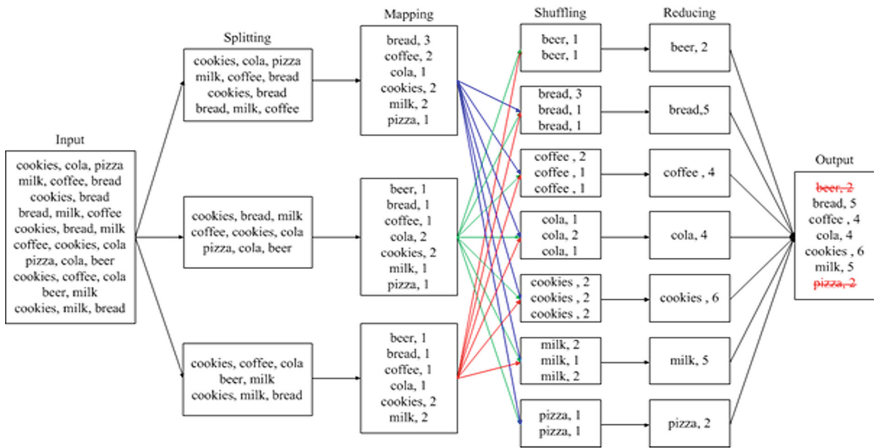 Input
cookies, cola, pizza
milk, coffee, bread
cookies, bread
bread, milk, coffee
cookies, bread, milk
coffee, cookies, cola
pizza, cola, beer
cookies, coffee, cola
beer, milk
cookies, milk, bread
Splitting
cookies, cola, pizza
milk, coffee, bread
cookies, bread
bread, milk, coffee
cookies, bread, milk
coffee, cookies, cola
pizza, cola, beer
cookies, coffee, cola
beer, milk
cookies, milk, bread
Mapping
bread, 3
coffee, 2
cola, 1
cookies, 2
milk, 2
pizza, 1
beer, 1
bread, 1
coffee, 1
cola, 2
cookies, 2
milk, 1
pizza, 1
beer, 1
bread, 1
coffee, 1
cola, 1
cookies, 2
milk, 2
Shuffling
beer, 1
beer, 1
bread, 3
bread, 1
bread, 1
coffee , 2
coffee , 1
coffee , 1
cola, 1
cola, 2
cola, 1
cookies , 2
cookies , 2
cookies , 2
milk, 2
milk, 1
milk, 2
pizza, 1
pizza, 1
Reducing
beer, 2
bread,5
coffee , 4
cola, 4
cookies , 6
milk, 5
pizza, 2
Output
beer, 2
bread, 5
coffee , 4
cola, 4
cookies , 6
milk, 5
pizza, 2